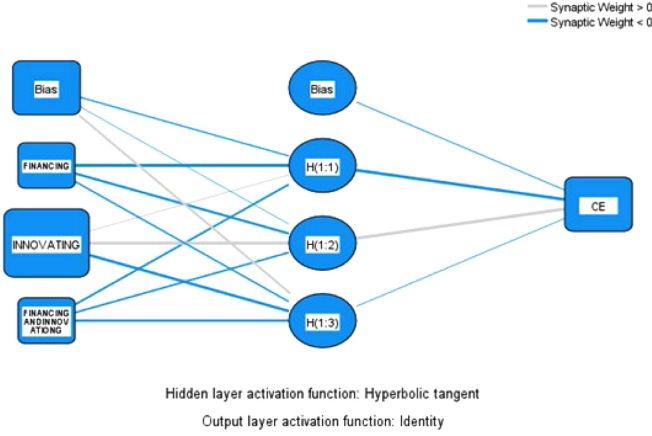 Synaptic Weight > 0
Synaptic Weight < 0
Bias
Bias
FINANCING
H(1:1)
CE
INNOVATING
H(1:2)
FINANCING
ANDINNOV
ATIONG
H(1:3)
Hidden layer activation function: Hyperbolic tangent
Output layer activation function: Identity